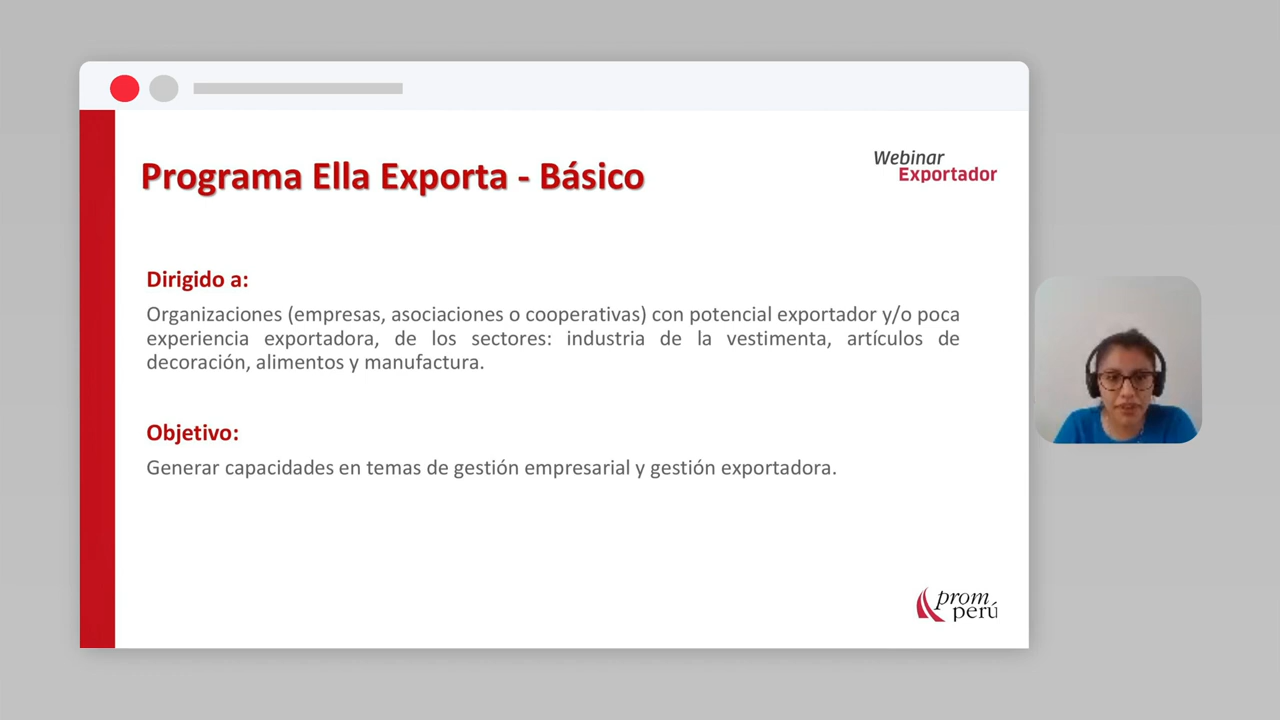 Programa Ella Exporta - Básico
Webinar
Exportador
Dirigido a:
Organizaciones (empresas, asociaciones o cooperativas) con potencial exportador y/o poca
experiencia exportadora, de los sectores: industria de la vestimenta, artículos de
decoración, alimentos y manufactura.
Objetivo:
Generar capacidades en temas de gestión empresarial y gestión exportadora.
prom
perú